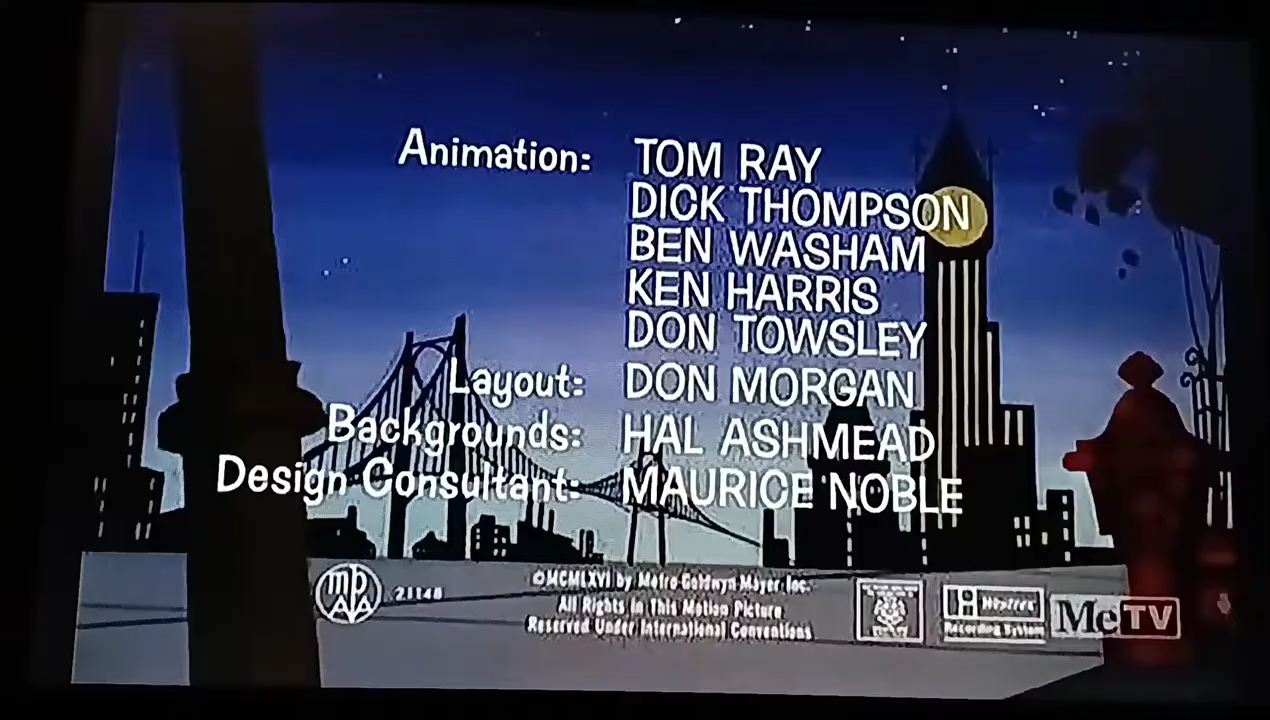 Animation: TOM RAY
DICK THOMPSON
BEN WASHAM
KEN HARRIS
DON TOWSLEY
Layout: DON MORGAN
Backgrounds: HAL ASHMEAD
Design Consultant: MAURICE NOBLE
MPAA
21148
©MCMLXVI by Metro-Goldwyn-Mayer Inc.
All Rights in This Motion Picture
Reserved Under International Conventions
Westrex
Recording System
MeTV